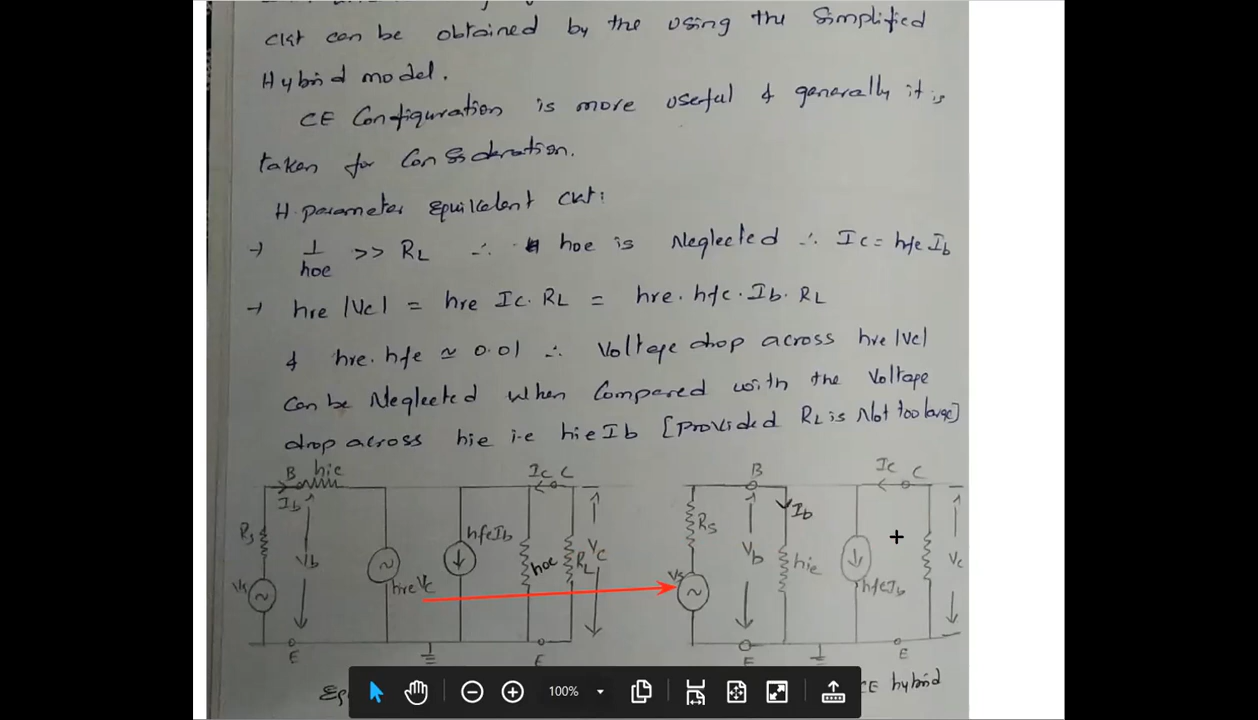 ckt can be obtained by the using the Simplified
Hybrid model.
CE Configuration is more useful & generally it is
taken for Consideration.
H. parameter Equilcelent ckt:
→ 1/hoe >> RL ∴ hoe is Neglected ∴ Ic = hfe Ib
→ hre |Vc| = hre Ic. RL = hre. hfc. Ib. RL
& hre. hfe ≃ 0.01 ∴ Voltage drop across hre |Vc|
can be Neglected when Compared with the Voltage
drop across hie i.e hie Ib [provided RL is Not too large]
B hie Ic C B Ic C
Ib Ib
Rs Vb hfeIb hoe RL Vc Rs Vb hie Vc
Vs hreVc Vs hfeIb
E E E E
CE hybrid
100%